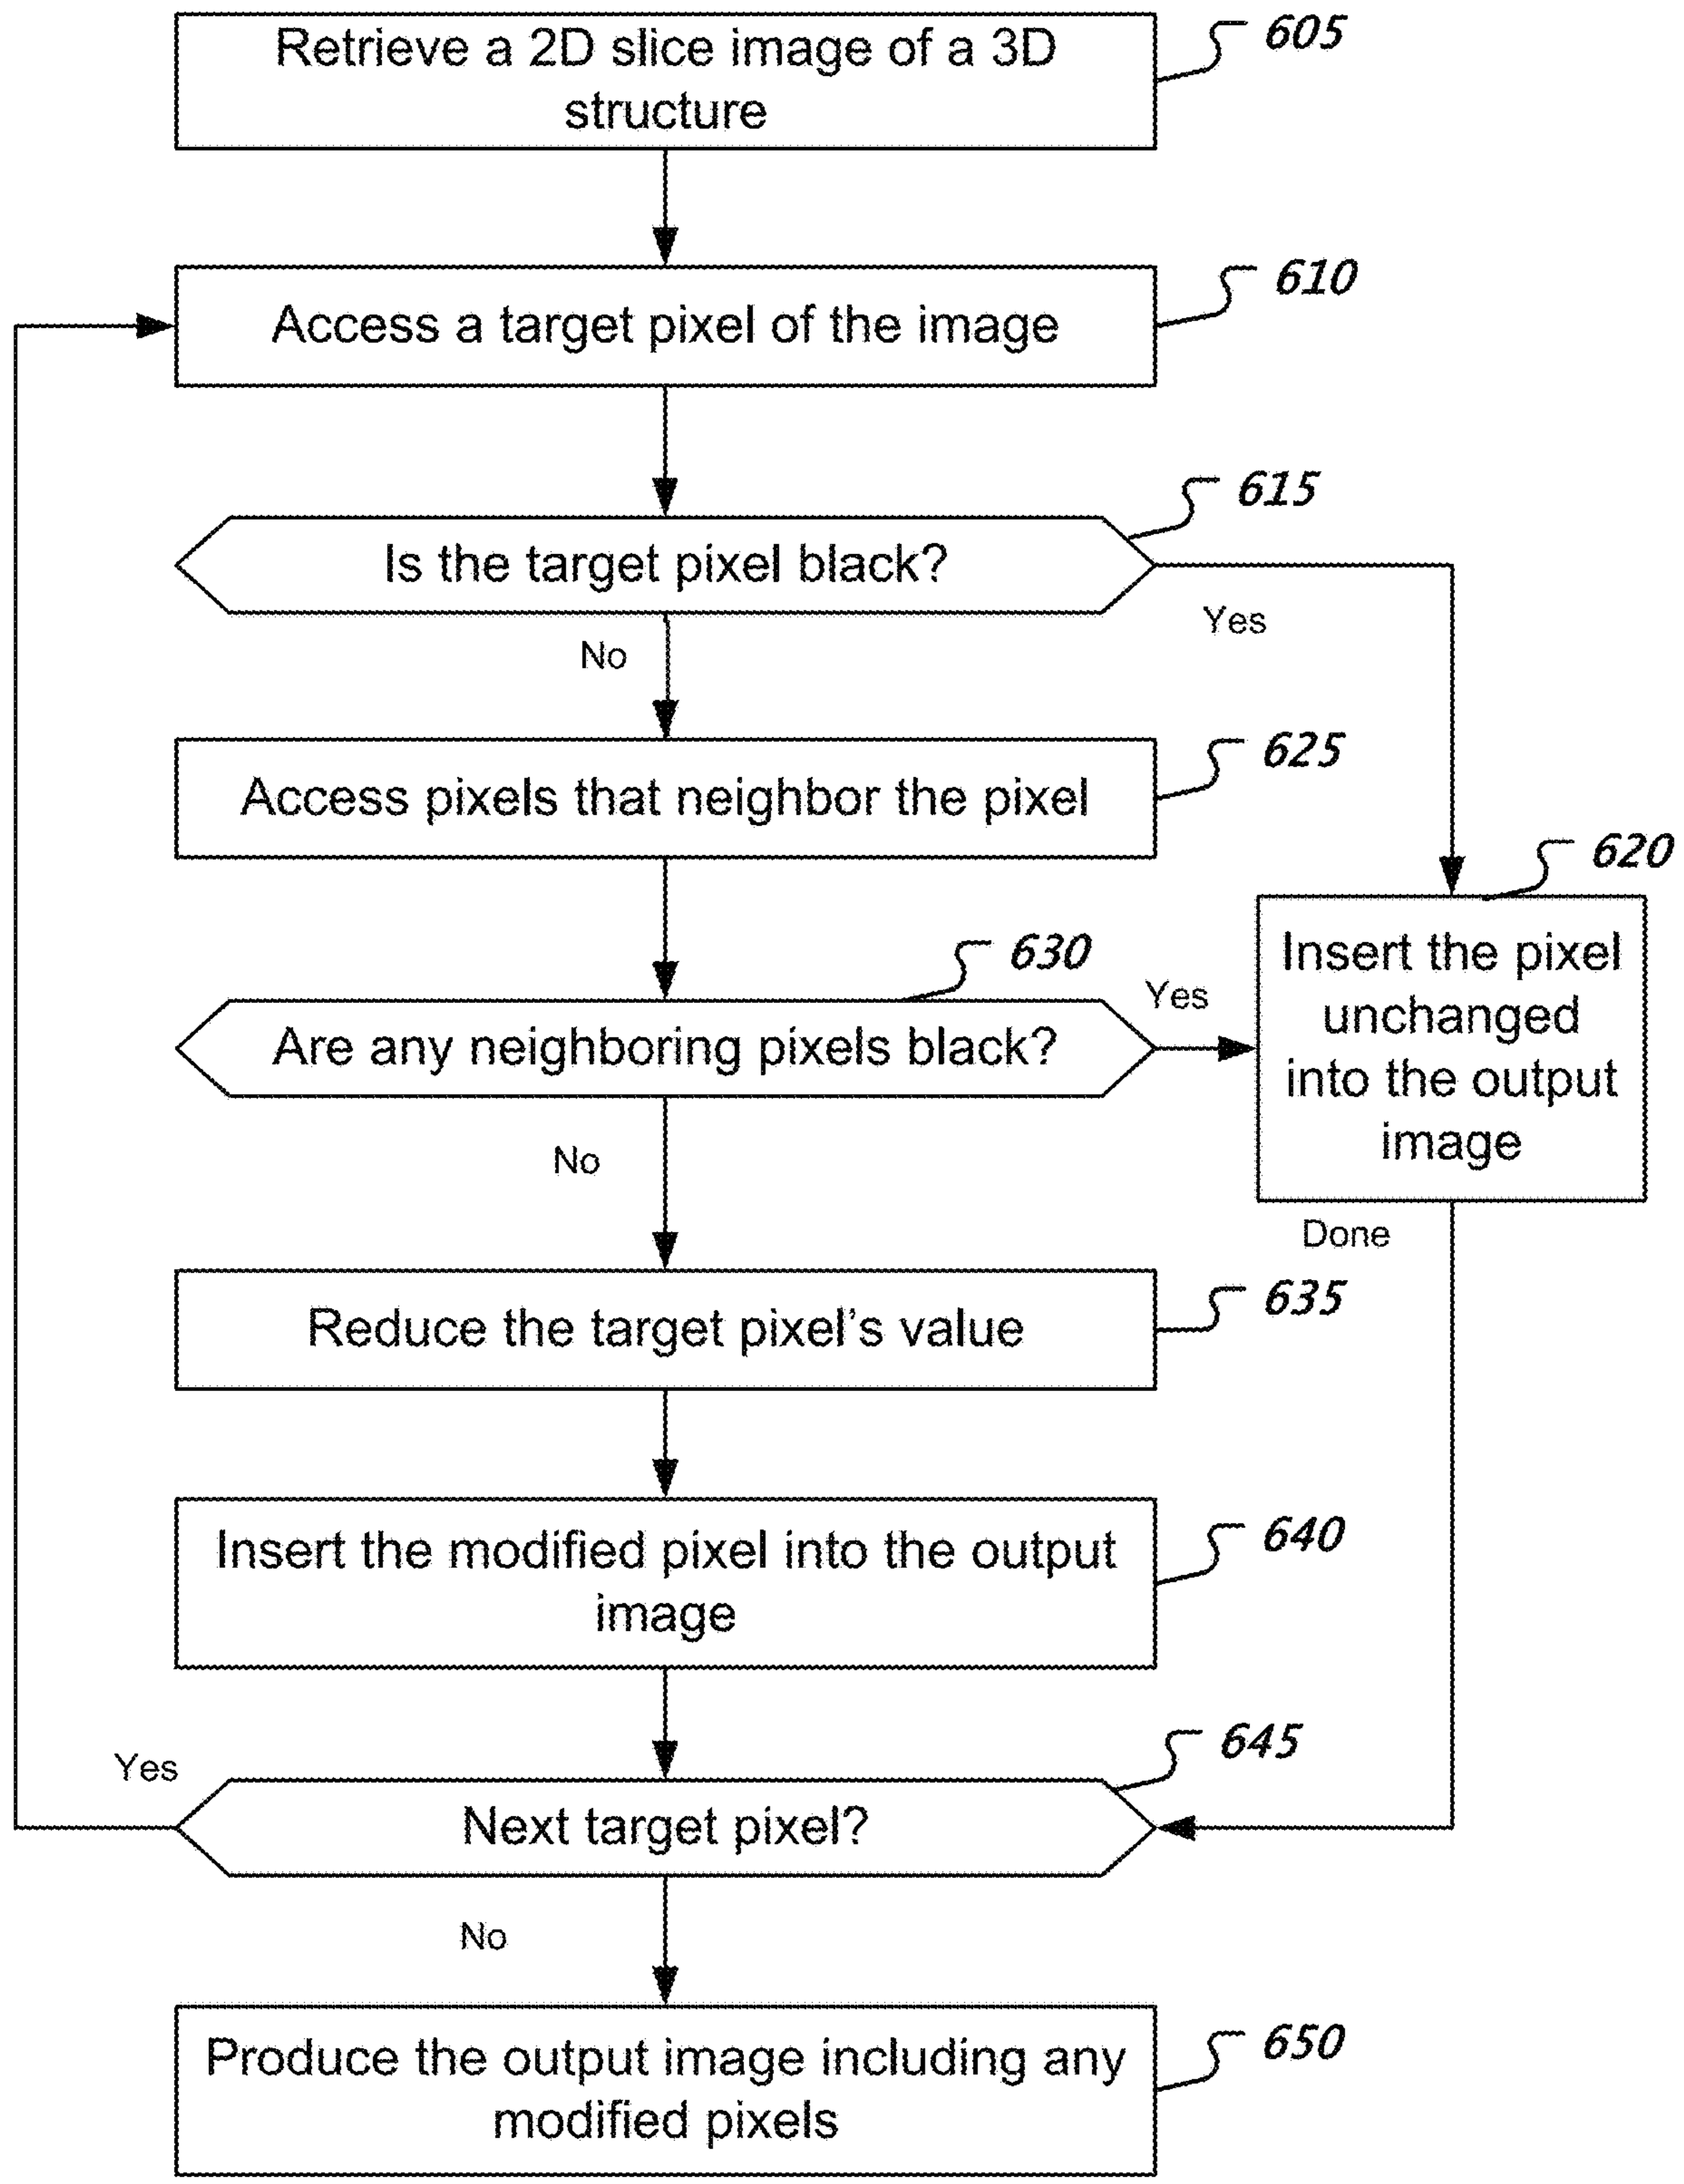 Retrieve a 2D slice image of a 3D
structure
605
Access a target pixel of the image
610
Is the target pixel black?
615
Yes
No
Access pixels that neighbor the pixel
625
620
Insert the pixel
unchanged
into the output
image
Are any neighboring pixels black?
630
Yes
No
Done
Reduce the target pixel's value
635
Insert the modified pixel into the output
image
640
Next target pixel?
645
Yes
No
Produce the output image including any
modified pixels
650